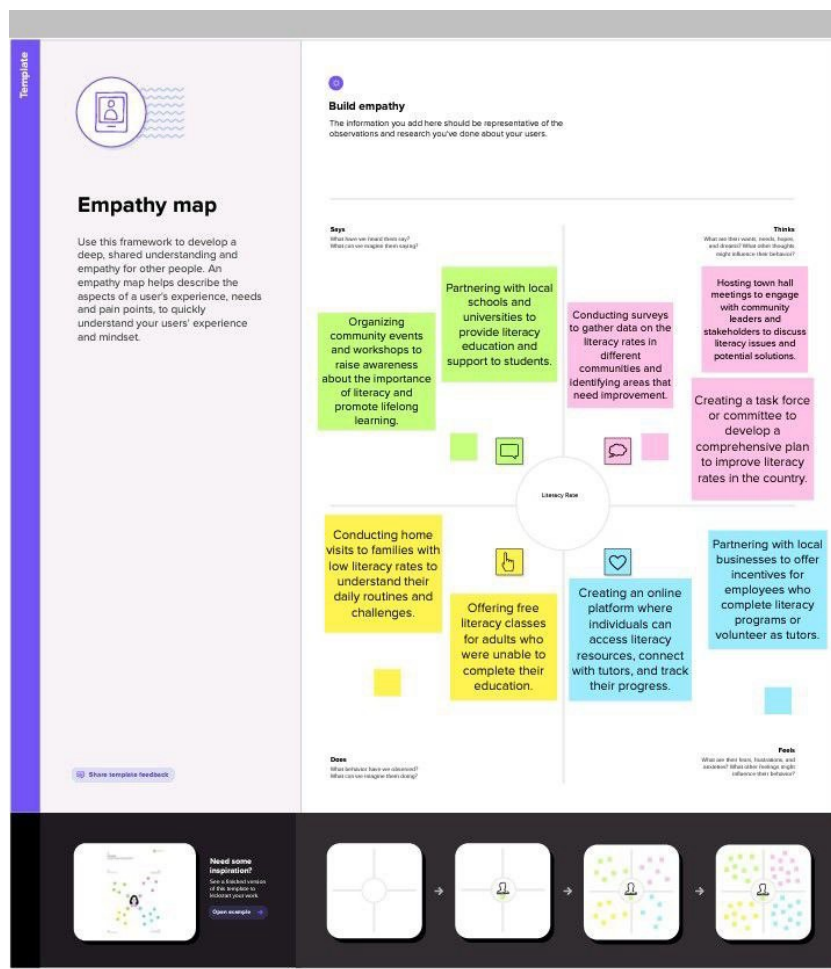 Template
Empathy map
Use this framework to develop a
deep, shared understanding and
empathy for other people. An
empathy map helps describe the
aspects of a user's experience, needs
and pain points, to quickly
understand your users' experience
and mindset.
Share template feedback
Build empathy
The information you add here should be representative of the
observations and research you've done about your users.
Says
What have we heard them say?
What can we imagine them saying?
Thinks
What are their wants, needs, hopes,
and dreams? What other thoughts
might influence their behavior?
Organizing
community events
and workshops to
raise awareness
about the importance
of literacy and
promote lifelong
learning.
Partnering with local
schools and
universities to
provide literacy
education and
support to students.
Conducting surveys
to gather data on the
literacy rates in
different
communities and
identifying areas that
need improvement.
Hosting town hall
meetings to engage
with community
leaders and
stakeholders to discuss
literacy issues and
potential solutions.
Creating a task force
or committee to
develop a
comprehensive plan
to improve literacy
rates in the country.
Literacy Rate
Conducting home
visits to families with
low literacy rates to
understand their
daily routines and
challenges.
Offering free
literacy classes
for adults who
were unable to
complete their
education.
Creating an online
platform where
individuals can
access literacy
resources, connect
with tutors, and track
their progress.
Partnering with local
businesses to offer
incentives for
employees who
complete literacy
programs or
volunteer as tutors.
Does
What behavior have we observed?
What can we imagine them doing?
Feels
What are their fears, frustrations, and
anxieties? What other feelings might
influence their behavior?
Need some
inspiration?
See a finished version
of this template to
kickstart your work.
Open example